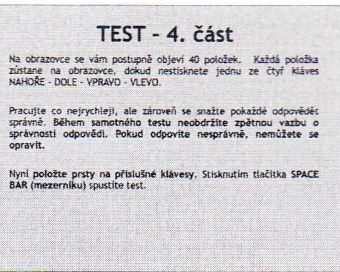 TEST - 4. část
Na obrazovce se vám postupně objeví 40 položek. Každá položka
zůstane na obrazovce, dokud nestisknete jednu ze čtyř kláves
NAHOŘE - DOLE - VPRAVO - VLEVO.
Pracujte co nejrychleji, ale zároveň se snažte pokaždé odpovědět
správně. Během samotného testu neobdržíte zpětnou vazbu o
správnosti odpovědi. Pokud odpovíte nesprávně, nemůžete se
opravit.
Nyní položte prsty na příslušné klávesy. Stisknutím tlačítka SPACE
BAR (mezerníku) spustíte test.